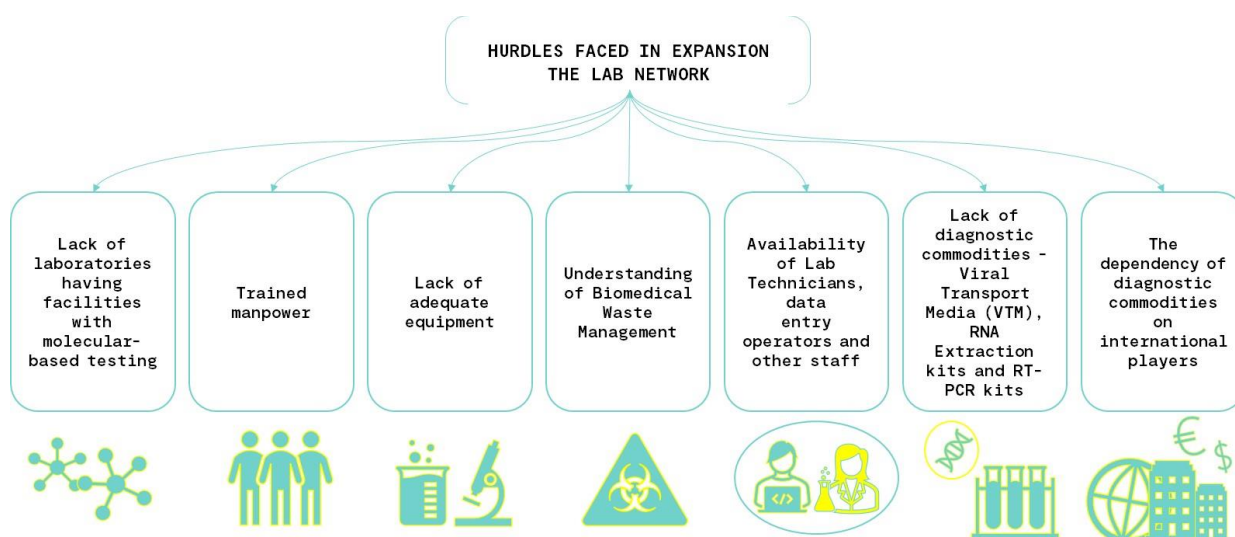 HURDLES FACED IN EXPANSION
THE LAB NETWORK
Lack of
laboratories
having
facilities
with
molecular-
based testing
Trained
manpower
Lack of
adequate
equipment
Understanding
of Biomedical
Waste
Management
Availability
of Lab
Technicians,
data
entry
operators and
other staff
Lack of
diagnostic
commodities -
Viral
Transport
Media (VTM),
RNA
Extraction
kits and RT-
PCR kits
The
dependency of
diagnostic
commodities
on
international
players
</>
€
$